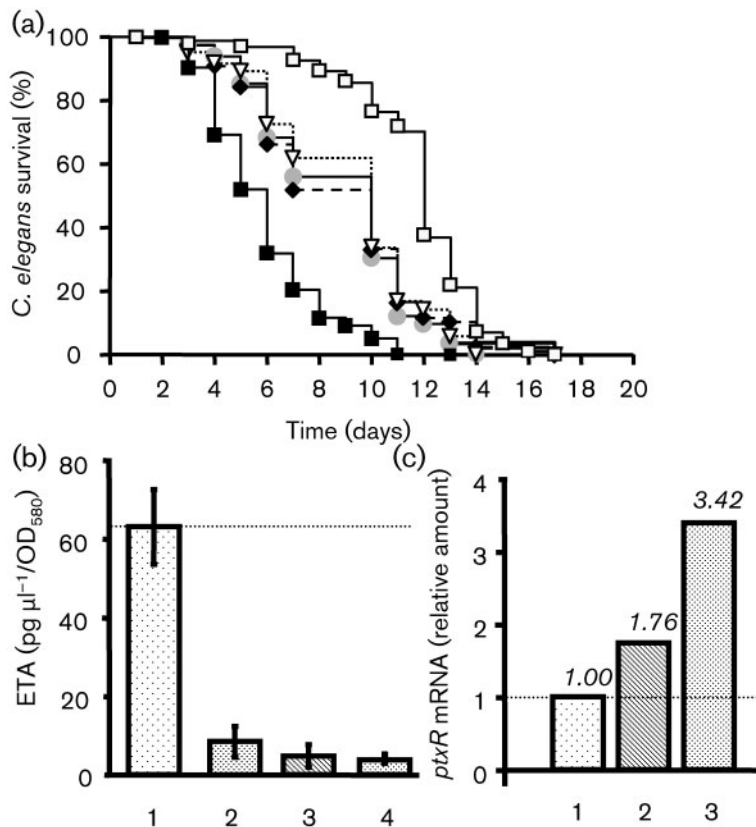 (a)
C. elegans survival (%)
100
80
60
40
20
0
0 2 4 6 8 10 12 14 16 18 20
Time (days)
(b)
ETA (pg µl⁻¹/OD₅₈₀)
80
60
40
20
0
1 2 3 4
(c)
ptxR mRNA (relative amount)
4
3
2
1
0
1.00
1.76
3.42
1 2 3